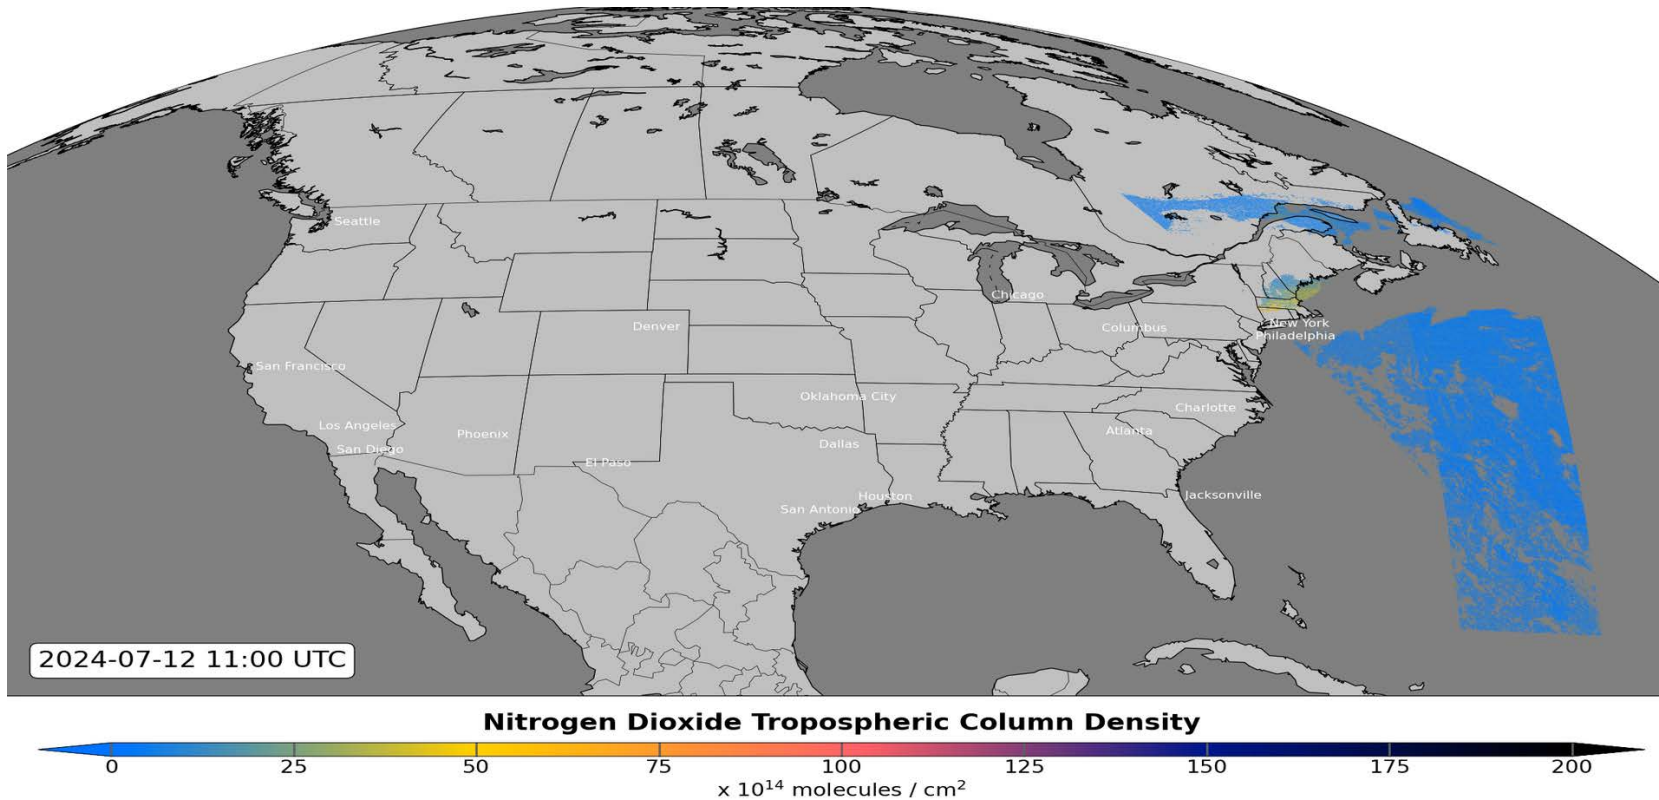 Seattle
Chicago
New York
Denver
Columbus
Philadelphia
San Francisco
Oklahoma City
Charlotte
Los Angeles
Phoenix
Atlanta
San Diego
Dallas
El Paso
Houston
Jacksonville
San Antonio
2024-07-12 11:00 UTC
Nitrogen Dioxide Tropospheric Column Density
0 25 50 75 100 125 150 175 200
x 10¹⁴ molecules / cm²